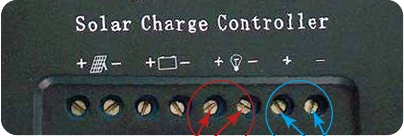 Solar Charge Controller
+ - + - + - + -